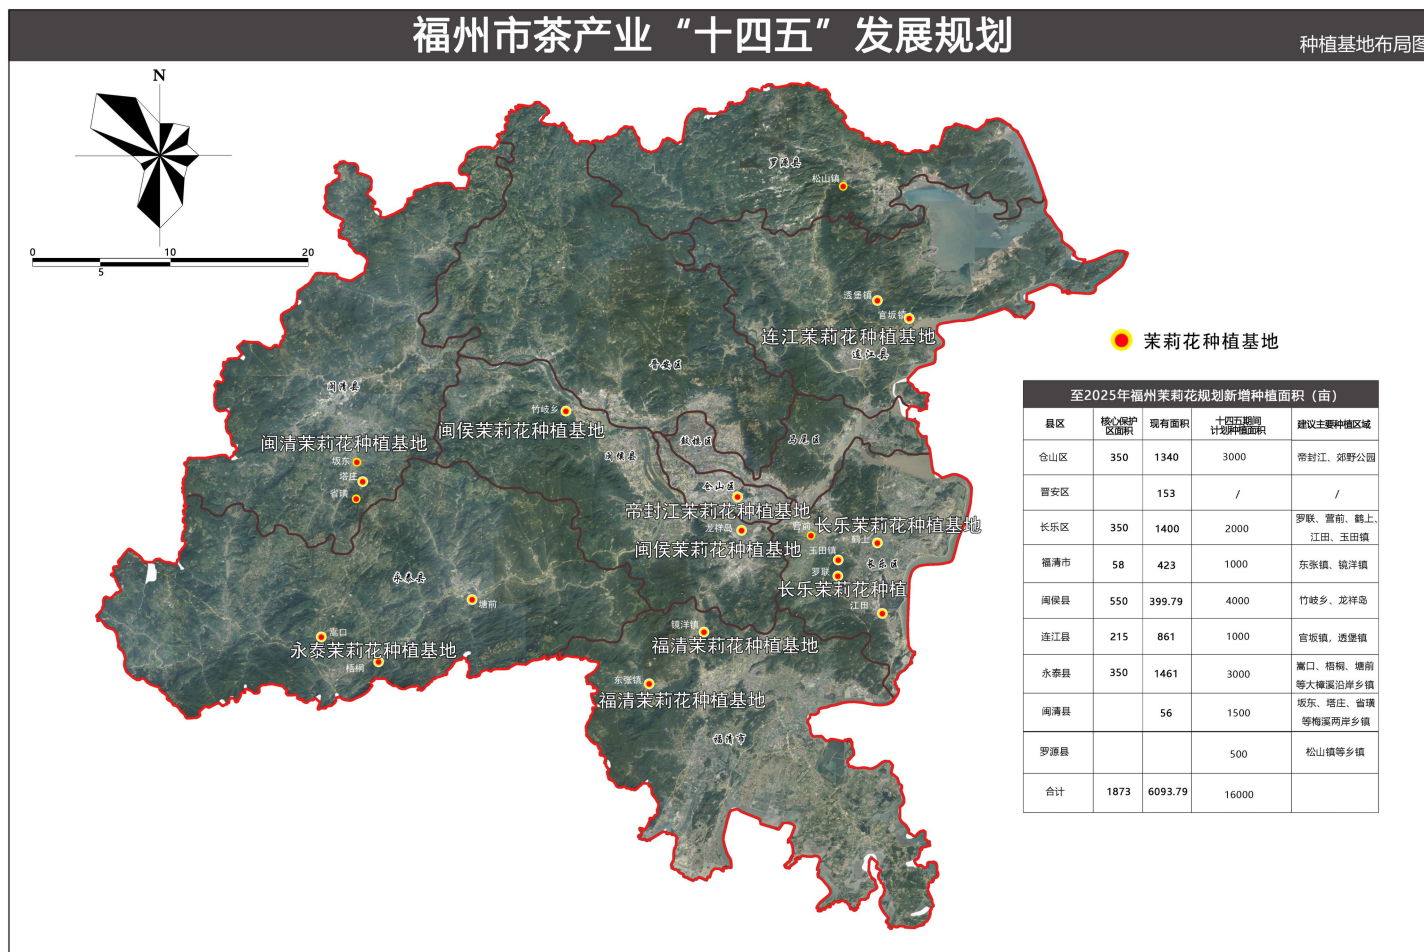 福州市茶产业“十四五”发展规划
种植基地布局图
N
0 10 20
5
罗源县
松山镇
透堡镇
官坂镇
连江茉莉花种植基地
连江县
茉莉花种植基地
晋安区
闽清县
竹岐乡
闽侯茉莉花种植基地
鼓楼区
马尾区
闽清茉莉花种植基地
闽侯县
坂东
塔庄
省璜
仓山区
帝封江茉莉花种植基地
龙祥岛
营前
长乐茉莉花种植基地
鹤上
闽侯茉莉花种植基地
玉田镇
罗联
长乐区
永泰县
长乐茉莉花种植
塘前
江田
嵩口
镜洋镇
永泰茉莉花种植基地
福清茉莉花种植基地
梧桐
东张镇
福清茉莉花种植基地
福清市
至2025年福州茉莉花规划新增种植面积（亩）
县区 核心保护区面积 现有面积 十四五期间计划种植面积 建议主要种植区域
仓山区 350 1340 3000 帝封江、郊野公园
晋安区 153 / /
长乐区 350 1400 2000 罗联、营前、鹤上、
江田、玉田镇
福清市 58 423 1000 东张镇、镜洋镇
闽侯县 550 399.79 4000 竹岐乡、龙祥岛
连江县 215 861 1000 官坂镇，透堡镇
永泰县 350 1461 3000 嵩口、梧桐、塘前
等大樟溪沿岸乡镇
闽清县 56 1500 坂东、塔庄、省璜
等梅溪两岸乡镇
罗源县 500 松山镇等乡镇
合计 1873 6093.79 16000